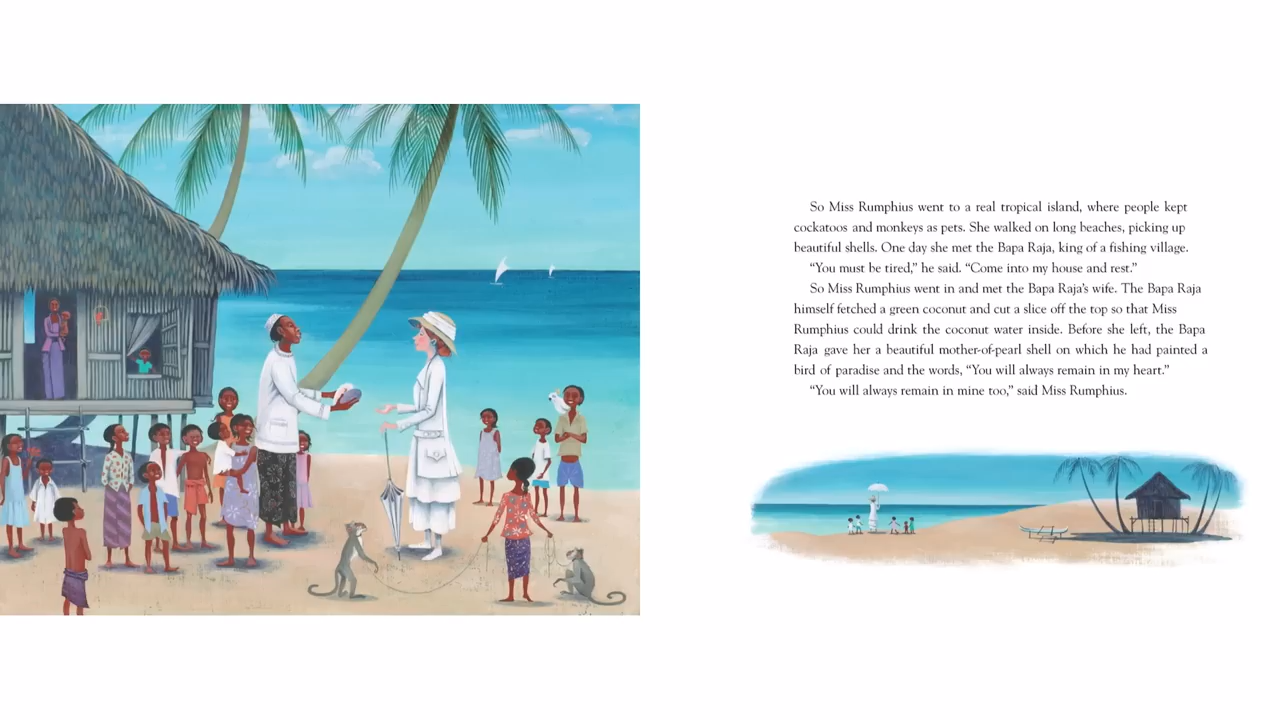 So Miss Rumphius went to a real tropical island, where people kept
cockatoos and monkeys as pets. She walked on long beaches, picking up
beautiful shells. One day she met the Bapa Raja, king of a fishing village.
“You must be tired,” he said. “Come into my house and rest.”
So Miss Rumphius went in and met the Bapa Raja’s wife. The Bapa Raja
himself fetched a green coconut and cut a slice off the top so that Miss
Rumphius could drink the coconut water inside. Before she left, the Bapa
Raja gave her a beautiful mother-of-pearl shell on which he had painted a
bird of paradise and the words, “You will always remain in my heart.”
“You will always remain in mine too,” said Miss Rumphius.